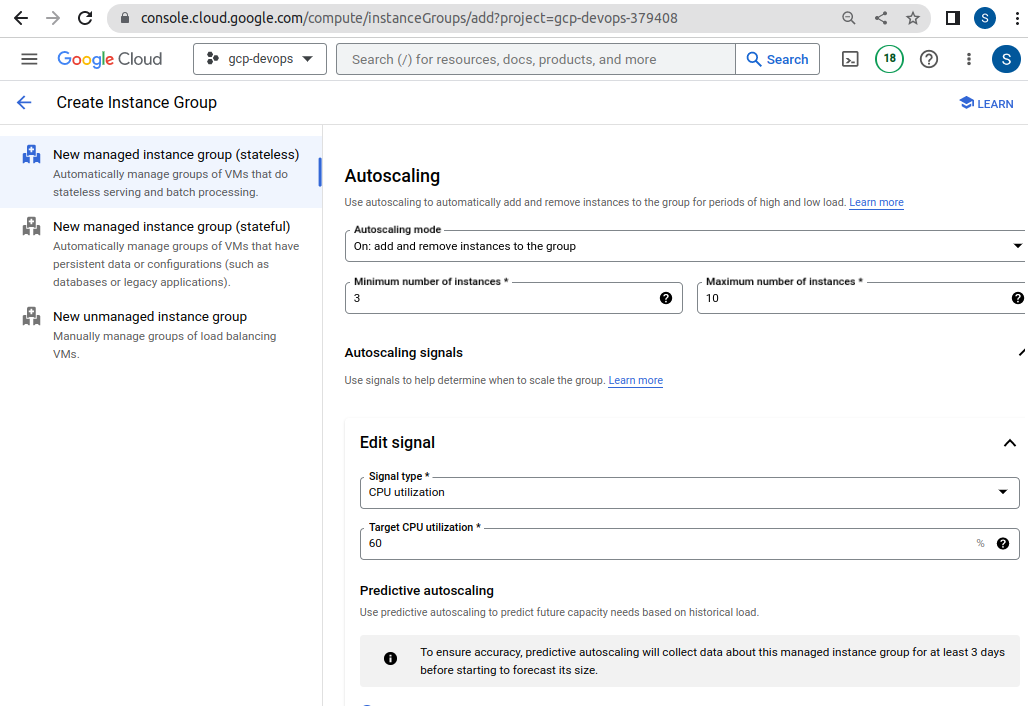 console.cloud.google.com/compute/instanceGroups/add?project=gcp-devops-379408
S
Google Cloud
gcp-devops
Search (/) for resources, docs, products, and more
Search
18
S
Create Instance Group
LEARN
New managed instance group (stateless)
Automatically manage groups of VMs that do
stateless serving and batch processing.
New managed instance group (stateful)
Automatically manage groups of VMs that have
persistent data or configurations (such as
databases or legacy applications).
New unmanaged instance group
Manually manage groups of load balancing
VMs.
Autoscaling
Use autoscaling to automatically add and remove instances to the group for periods of high and low load. Learn more
Autoscaling mode
On: add and remove instances to the group
Minimum number of instances *
3
Maximum number of instances *
10
Autoscaling signals
Use signals to help determine when to scale the group. Learn more
Edit signal
Signal type *
CPU utilization
Target CPU utilization *
60 %
Predictive autoscaling
Use predictive autoscaling to predict future capacity needs based on historical load.
To ensure accuracy, predictive autoscaling will collect data about this managed instance group for at least 3 days
before starting to forecast its size.